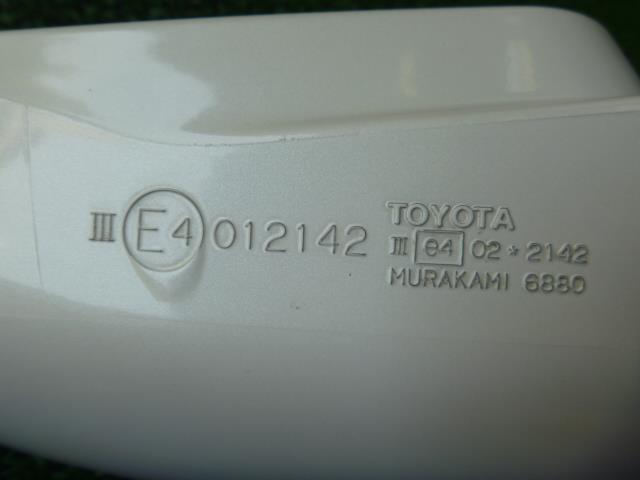 III E4 012142
TOYOTA
III e4 02*2142
MURAKAMI 6880